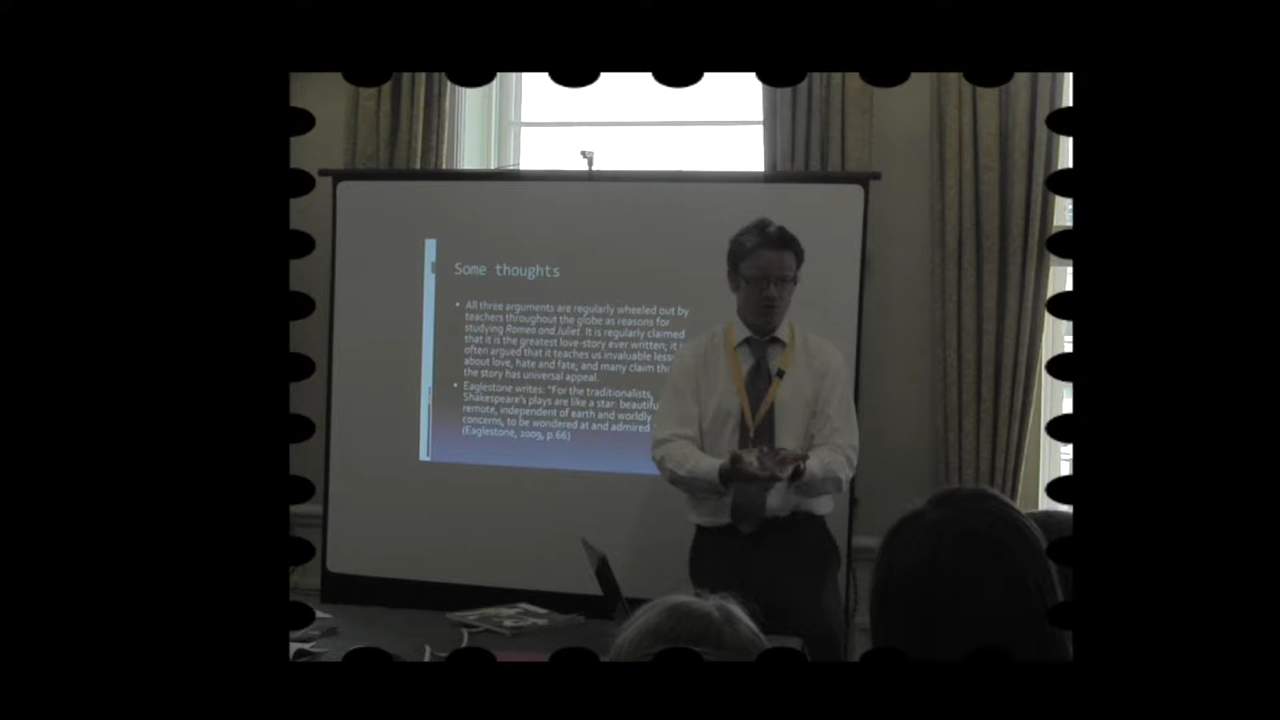 Some thoughts
• All three arguments are regularly wheeled out by
teachers throughout the globe as reasons for
studying Romeo and Juliet. It is regularly claimed
that it is the greatest love-story ever written; it
often argued that it teaches us invaluable
about love, hate and fate; and many claim
the story has universal appeal.
• Eaglestone writes: "For the traditionalists,
Shakespeare's plays are like a star: beautiful
remote, independent of earth and worldly
concerns, to be wondered at and admired
(Eaglestone, 2009, p.66)